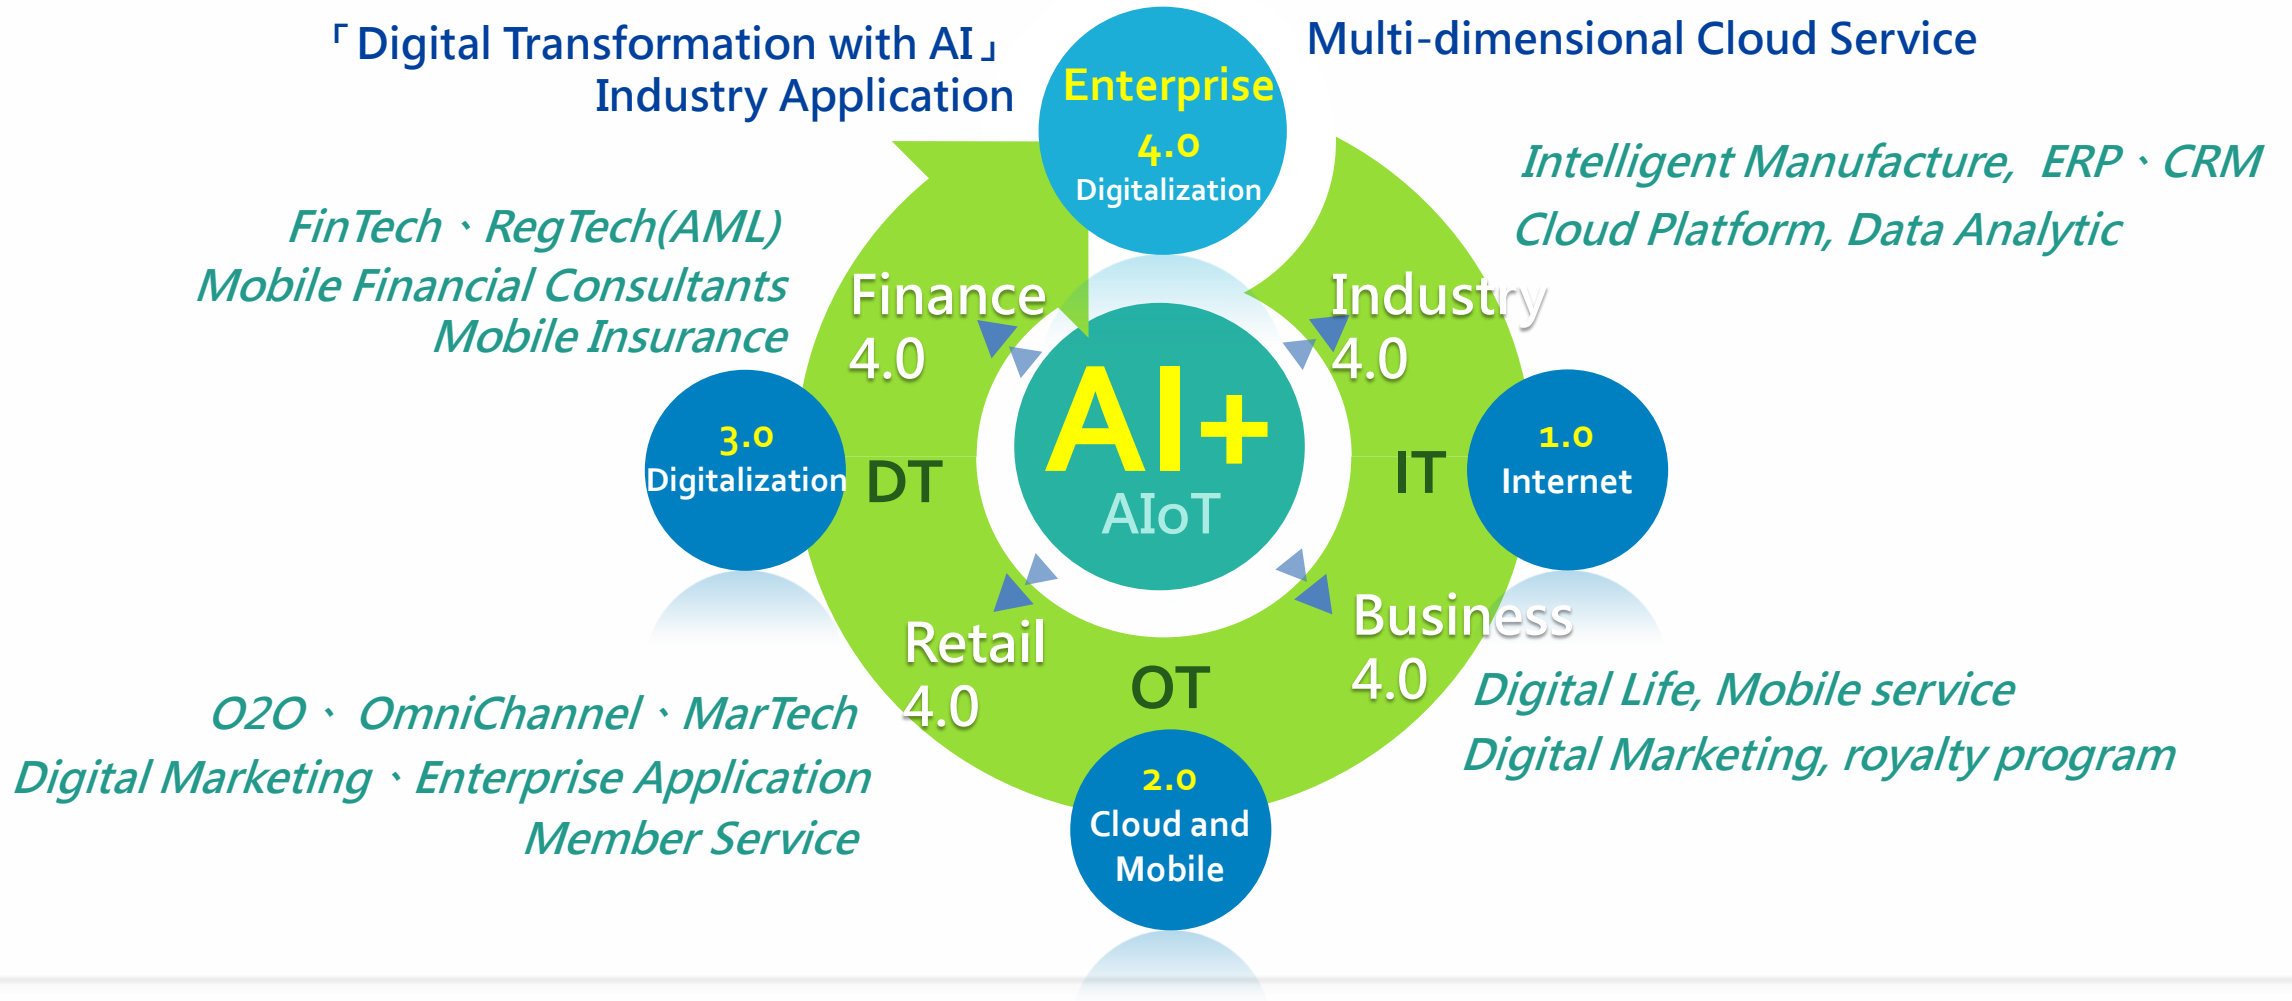 「Digital Transformation with AI」
Industry Application
Multi-dimensional Cloud Service
Enterprise
4.0
Digitalization
Intelligent Manufacture, ERP、CRM
Cloud Platform, Data Analytic
FinTech、RegTech(AML)
Mobile Financial Consultants
Mobile Insurance
Finance
4.0
Industry
4.0
AI+
AIoT
3.0
Digitalization
DT
IT
1.0
Internet
Retail
4.0
OT
Business
4.0
O2O、OmniChannel、MarTech
Digital Marketing、Enterprise Application
Member Service
Digital Life, Mobile service
Digital Marketing, royalty program
2.0
Cloud and
Mobile